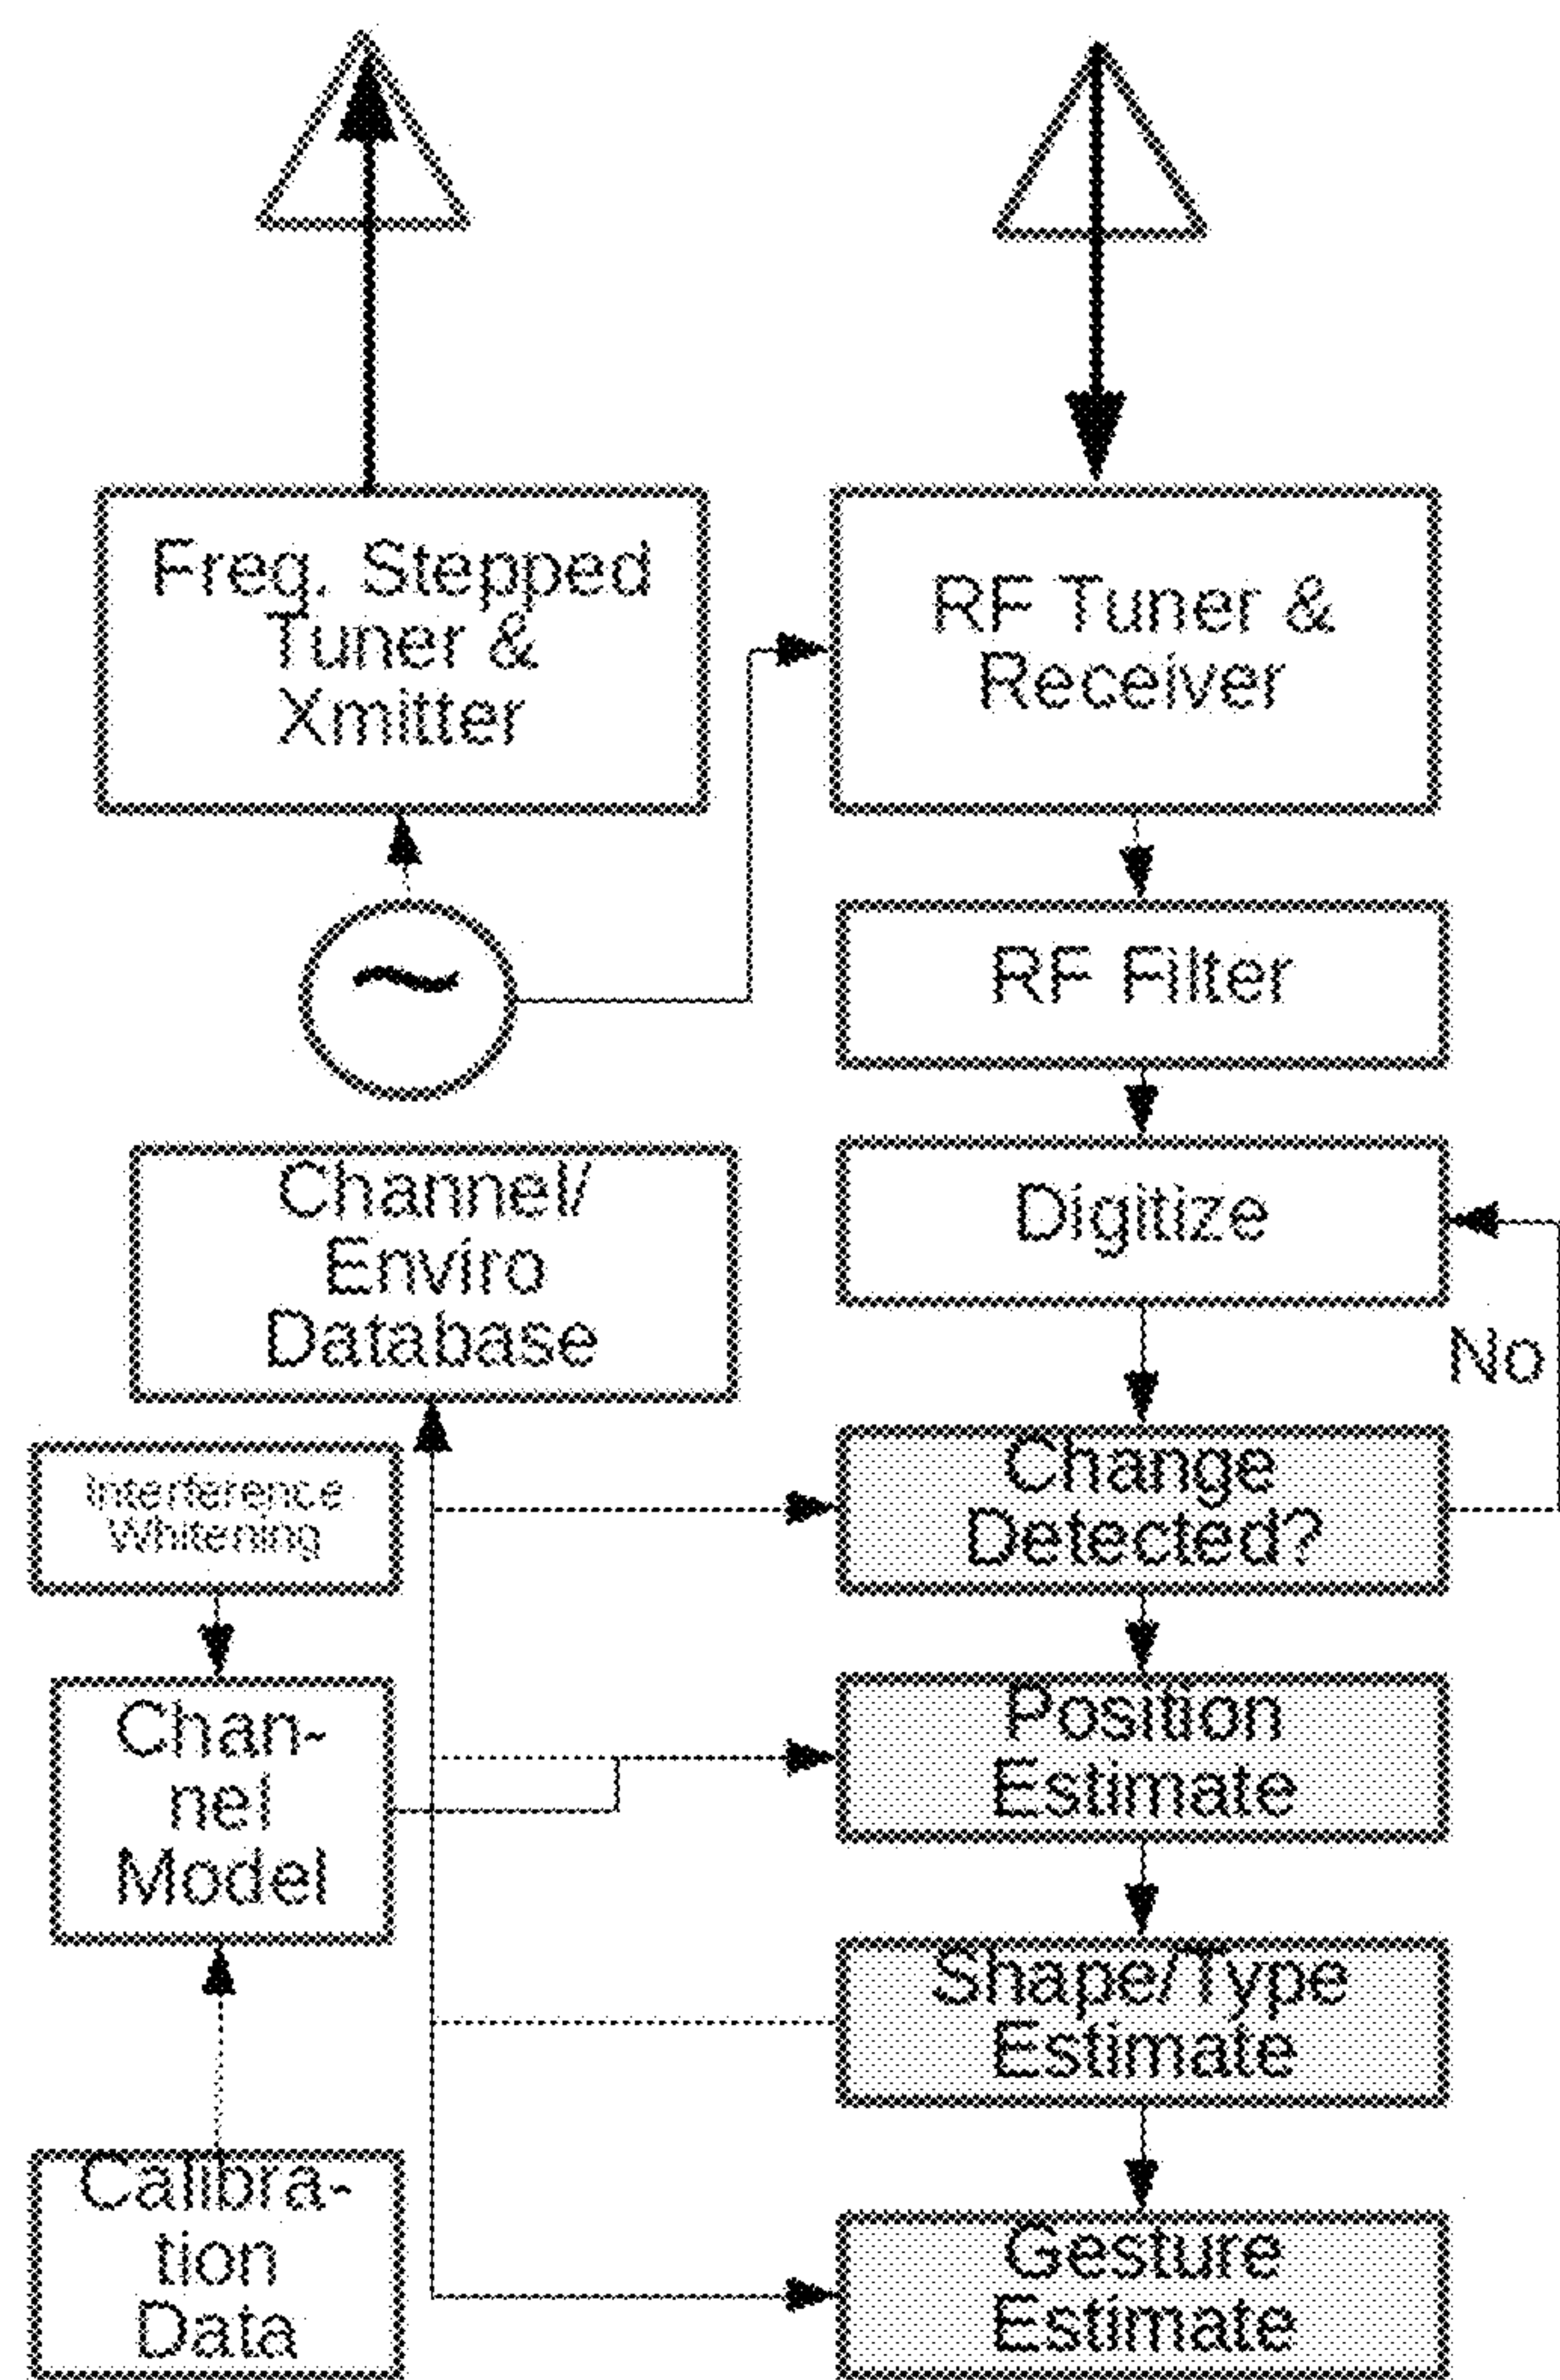 Freq. Stepped
Tuner &
Xmitter
RF Tuner &
Receiver
RF Filter
Channel/
Enviro
Database
Digitize
No
Interference
Whitening
Change
Detected?
Chan-
nel
Model
Position
Estimate
Shape/Type
Estimate
Calibra-
tion
Data
Gesture
Estimate